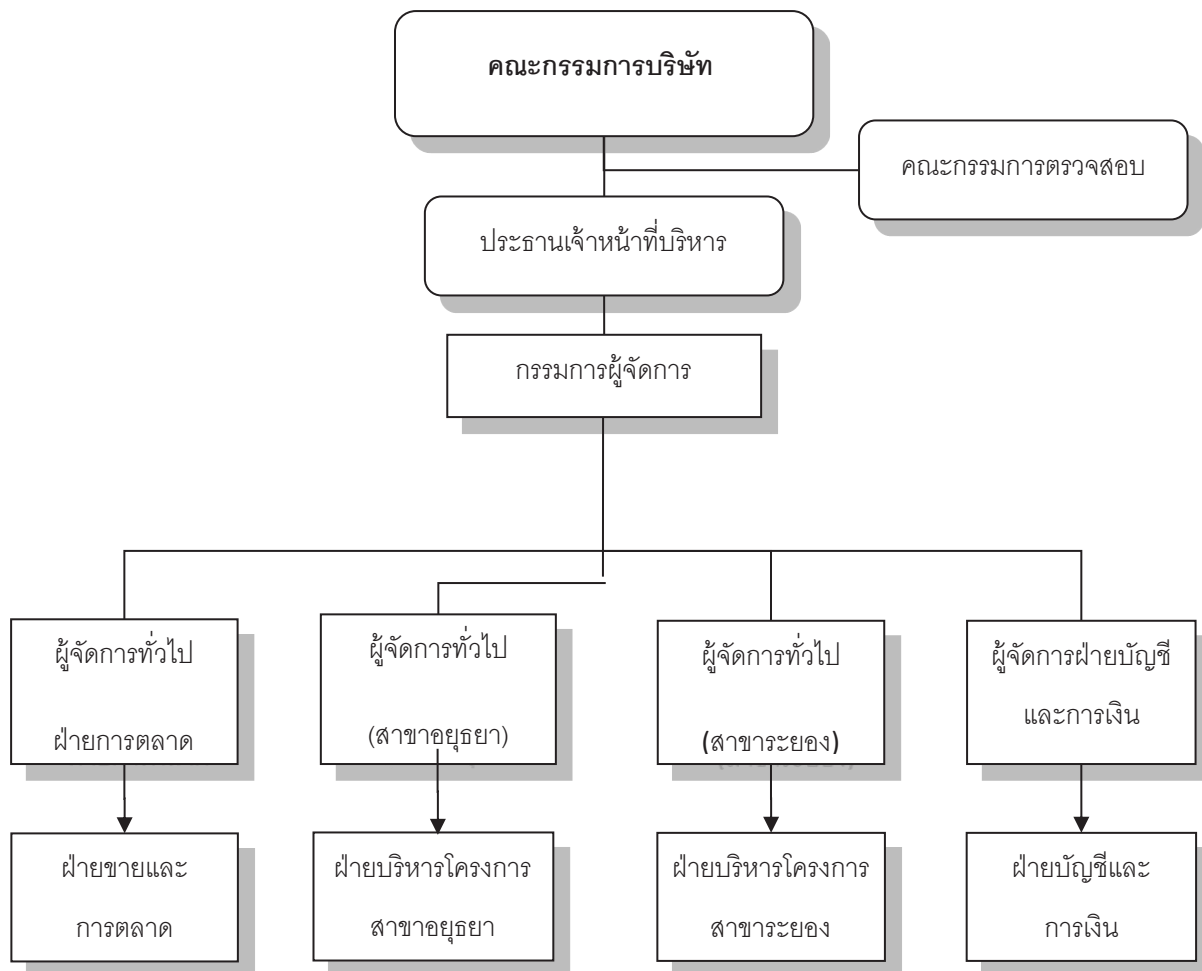 คณะกรรมการบริษัท
คณะกรรมการตรวจสอบ
ประธานเจ้าหน้าที่บริหาร
กรรมการผู้จัดการ
ผู้จัดการทั่วไป
ฝ่ายการตลาด
ผู้จัดการทั่วไป
(สาขาอยุธยา)
ผู้จัดการทั่วไป
(สาขาระยอง)
ผู้จัดการฝ่ายบัญชี
และการเงิน
ฝ่ายขายและ
การตลาด
ฝ่ายบริหารโครงการ
สาขาอยุธยา
ฝ่ายบริหารโครงการ
สาขาระยอง
ฝ่ายบัญชีและ
การเงิน